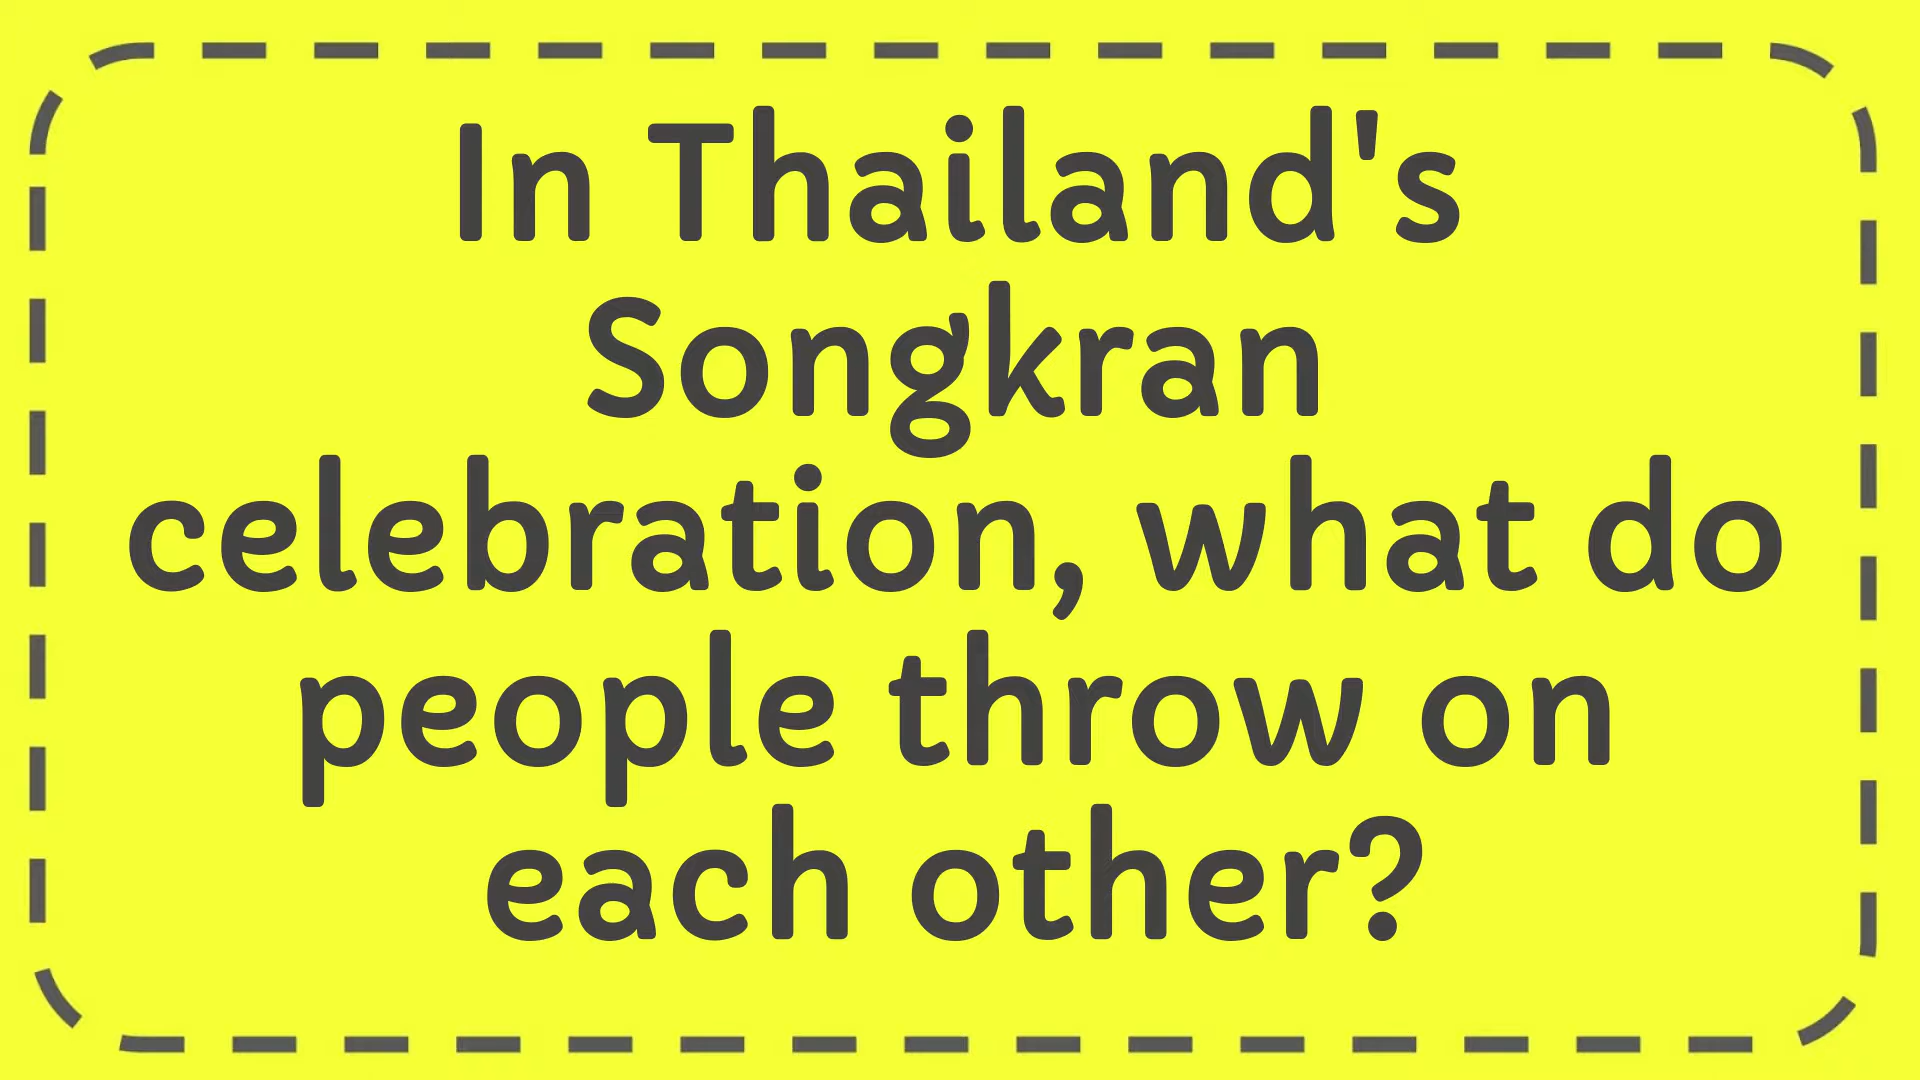 In Thailand's
Songkran
celebration, what do
people throw on
each other?